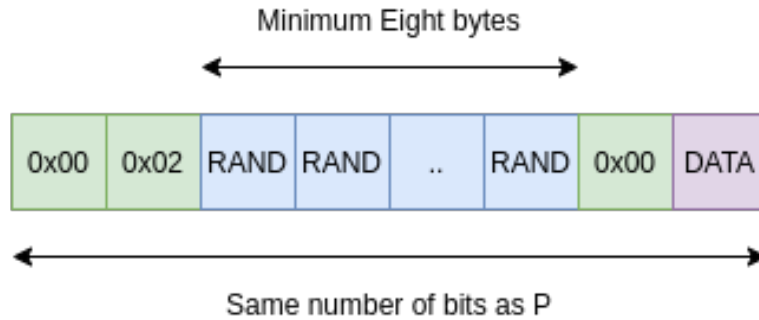 Minimum Eight bytes
0x00 0x02 RAND RAND .. RAND 0x00 DATA
Same number of bits as P